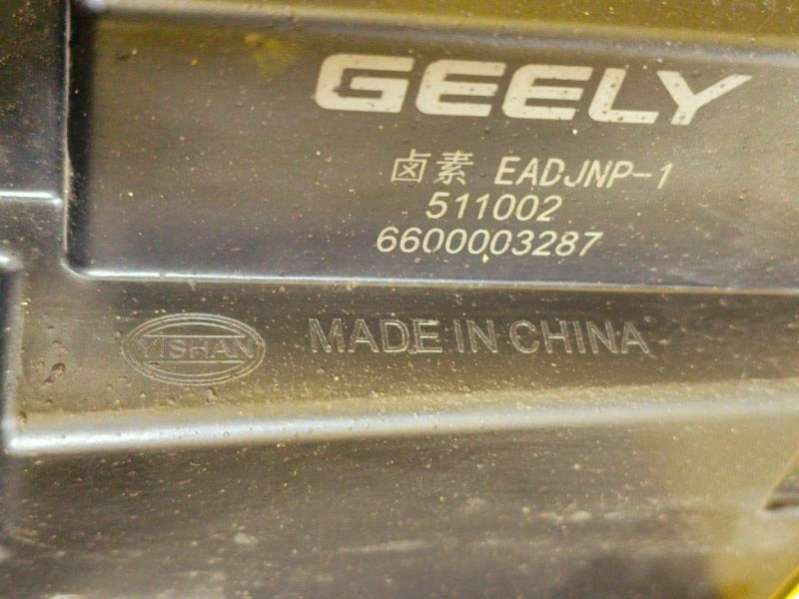 GEELY
卤素 EADJNP-1
511002
6600003287
YISHAN
MADE IN CHINA